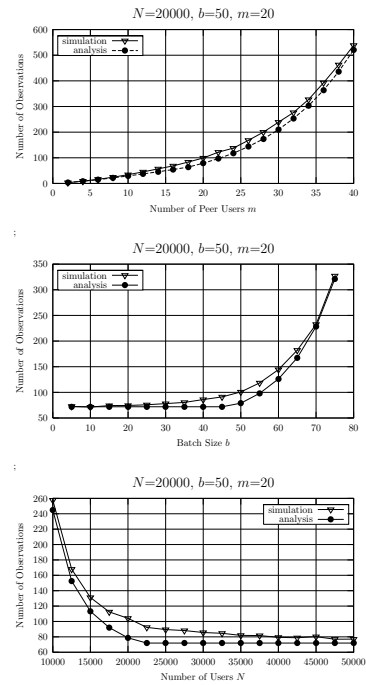 N=20000, b=50, m=20
600
500
400
300
200
100
0
Number of Observations
simulation
analysis
0 5 10 15 20 25 30 35 40
Number of Peer Users m
;
N=20000, b=50, m=20
350
300
250
200
150
100
50
Number of Observations
simulation
analysis
0 10 20 30 40 50 60 70 80
Batch Size b
;
N=20000, b=50, m=20
260
240
220
200
180
160
140
120
100
80
60
Number of Observations
simulation
analysis
10000 15000 20000 25000 30000 35000 40000 45000 50000
Number of Users N